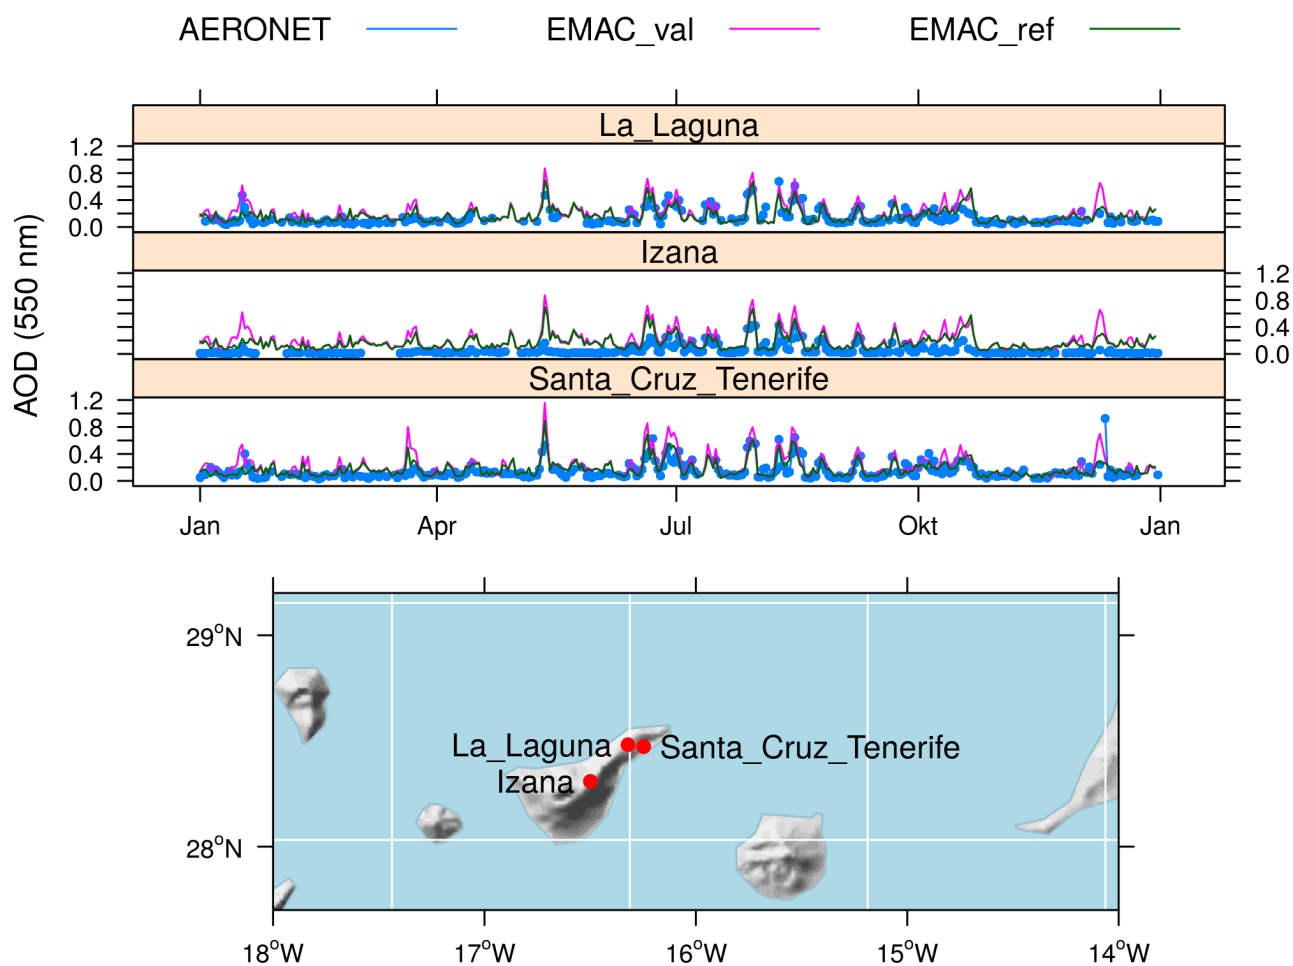 AERONET EMAC_val EMAC_ref
La_Laguna
1.2
0.8
0.4
0.0
Izana
1.2
0.8
0.4
0.0
Santa_Cruz_Tenerife
1.2
0.8
0.4
0.0
AOD (550 nm)
Jan Apr Jul Okt Jan
29°N
28°N
La_Laguna Santa_Cruz_Tenerife
Izana
18°W 17°W 16°W 15°W 14°W